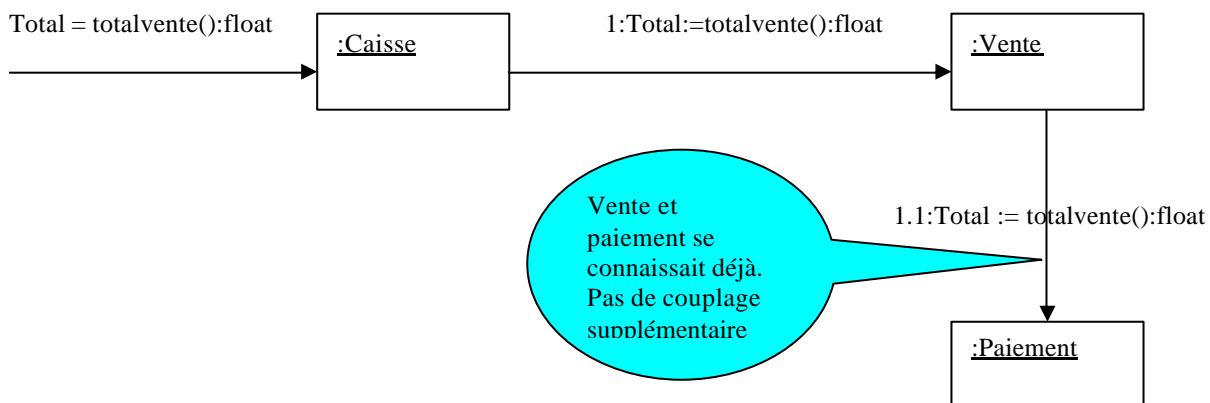 Total = totalvente():float
1:Total:=totalvente():float
:Caisse
:Vente
Vente et
paiement se
connaissait déjà.
Pas de couplage
supplémentaire
1.1:Total := totalvente():float
:Paiement